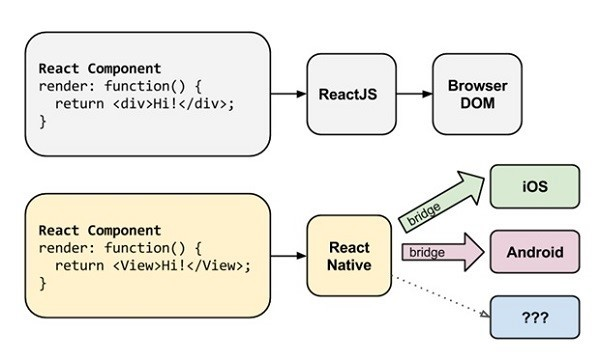 React Component
render: function() {
  return <div>Hi!</div>;
}
ReactJS
Browser
DOM
React Component
render: function() {
  return <View>Hi!</View>;
}
React
Native
bridge
iOS
bridge
Android
???